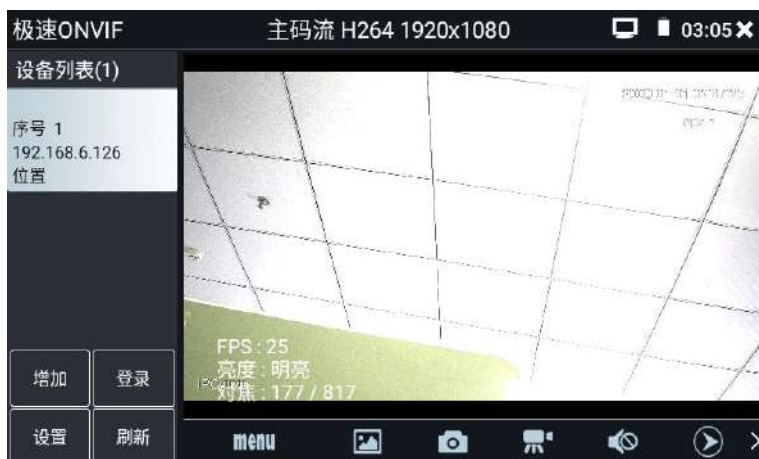 极速ONVIF
主码流 H264 1920x1080
03:05
设备列表(1)
序号 1
192.168.6.126
位置
FPS : 25
亮度 : 明亮
对焦 : 177 / 817
增加
登录
设置
刷新
menu